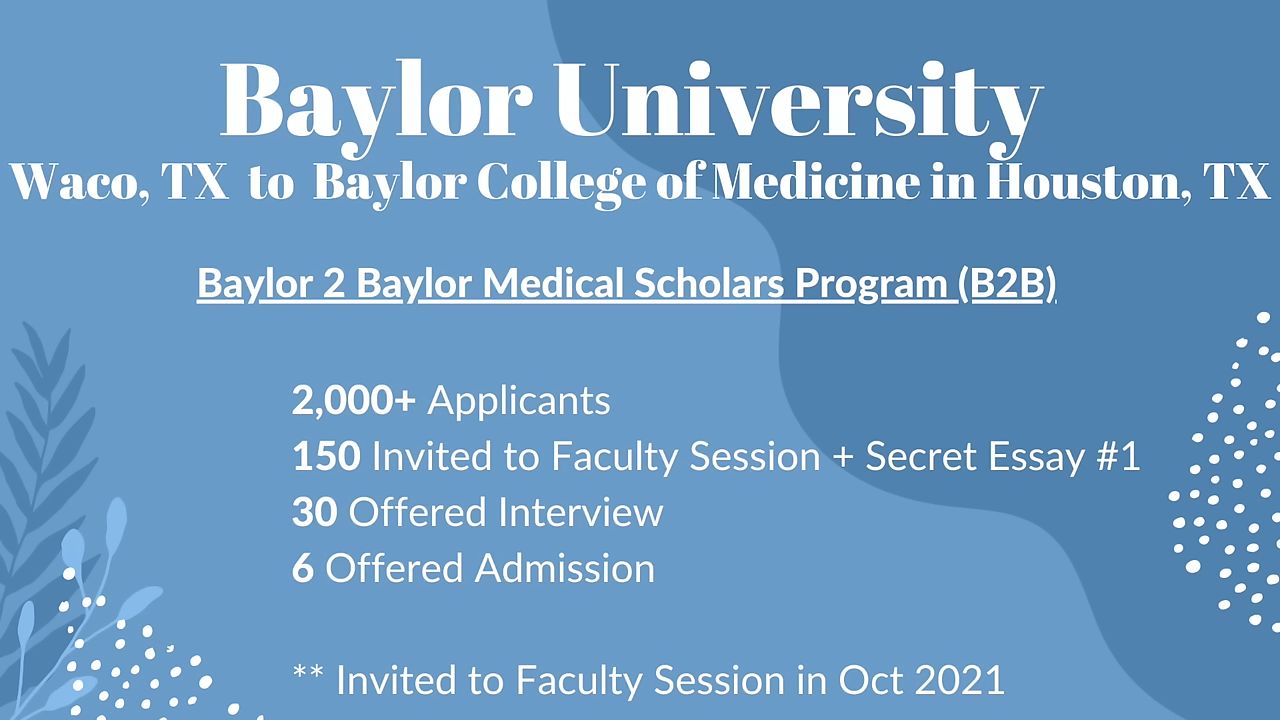 Baylor University
Waco, TX to Baylor College of Medicine in Houston, TX
Baylor 2 Baylor Medical Scholars Program (B2B)
2,000+ Applicants
150 Invited to Faculty Session + Secret Essay #1
30 Offered Interview
6 Offered Admission
** Invited to Faculty Session in Oct 2021